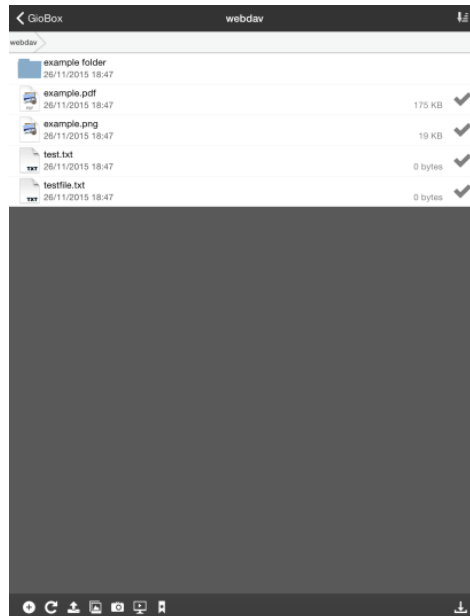 GioBox
webdav
webdav
example folder
26/11/2015 18:47
example.pdf
26/11/2015 18:47
175 KB
example.png
26/11/2015 18:47
19 KB
test.txt
TXT
26/11/2015 18:47
0 bytes
testfile.txt
TXT
26/11/2015 18:47
0 bytes